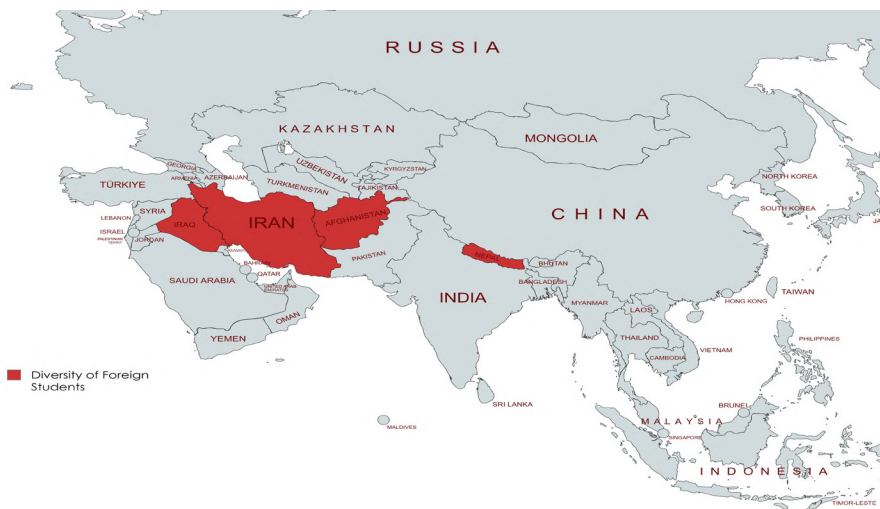 RUSSIA
KAZAKHSTAN
MONGOLIA
GEORGIA
UZBEKISTAN
KYRGYZSTAN
TÜRKIYE
ARMENIA
AZERBAIJAN
TURKMENISTAN
TAJIKISTAN
NORTH KOREA
SOUTH KOREA
JA
SYRIA
LEBANON
IRAQ
IRAN
AFGHANISTAN
CHINA
ISRAEL
JORDAN
PAKISTAN
NEPAL
BHUTAN
BAHRAIN
QATAR
SAUDI ARABIA
UNITED ARAB
EMIRATES
BANGLADESH
INDIA
MYANMAR
LAOS
HONG KONG
TAIWAN
OMAN
YEMEN
THAILAND
VIETNAM
CAMBODIA
PHILIPPINES
Diversity of Foreign
Students
SRI LANKA
MALDIVES
BRUNEI
MALAYSIA
SINGAPORE
INDONESIA
TIMOR-LESTE